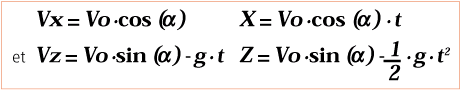 Vx = Vo·cos (α) X = Vo·cos (α) · t
et Vz = Vo·sin (α) - g · t Z = Vo·sin (α) - 1/2 · g · t²